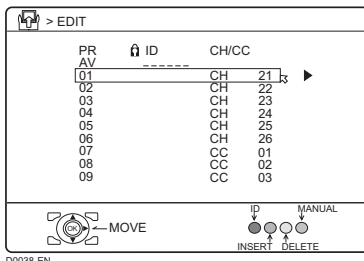 > EDIT
PR ID CH/CC
AV _ _ _ _ _ _
01 CH 21
02 CH 22
03 CH 23
04 CH 24
05 CH 25
06 CH 26
07 CC 01
08 CC 02
09 CC 03
ID MANUAL
OK MOVE
INSERT DELETE
D0038-EN